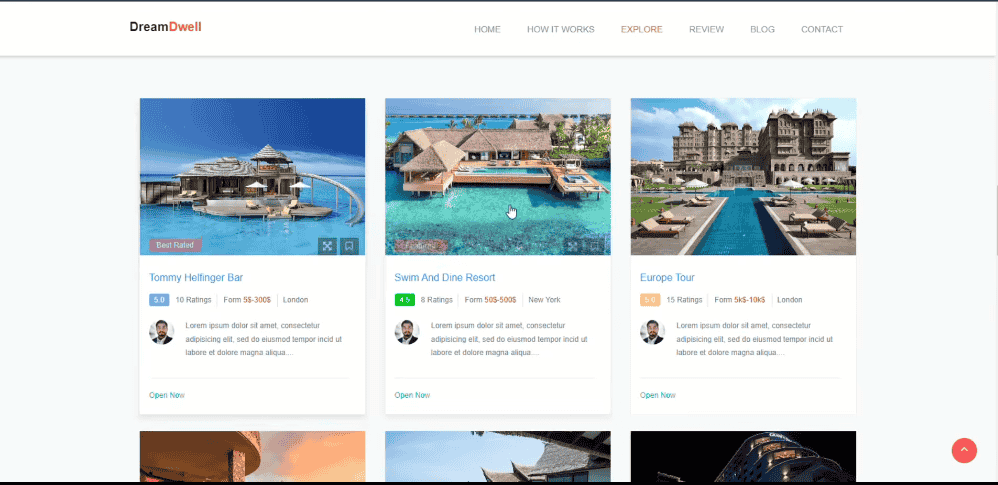 DreamDwell
HOME HOW IT WORKS EXPLORE REVIEW BLOG CONTACT
Best Rated
Tommy Helfinger Bar
5.0 10 Ratings Form 5$-300$ London
Lorem ipsum dolor sit amet, consectetur
adipisicing elit, sed do eiusmod tempor incid ut
labore et dolore magna aliqua....
Open Now
Swim And Dine Resort
4.5 8 Ratings Form 50$-500$ New York
Lorem ipsum dolor sit amet, consectetur
adipisicing elit, sed do eiusmod tempor incid ut
labore et dolore magna aliqua....
Open Now
Europe Tour
5.0 15 Ratings Form 5k$-10k$ London
Lorem ipsum dolor sit amet, consectetur
adipisicing elit, sed do eiusmod tempor incid ut
labore et dolore magna aliqua....
Open Now